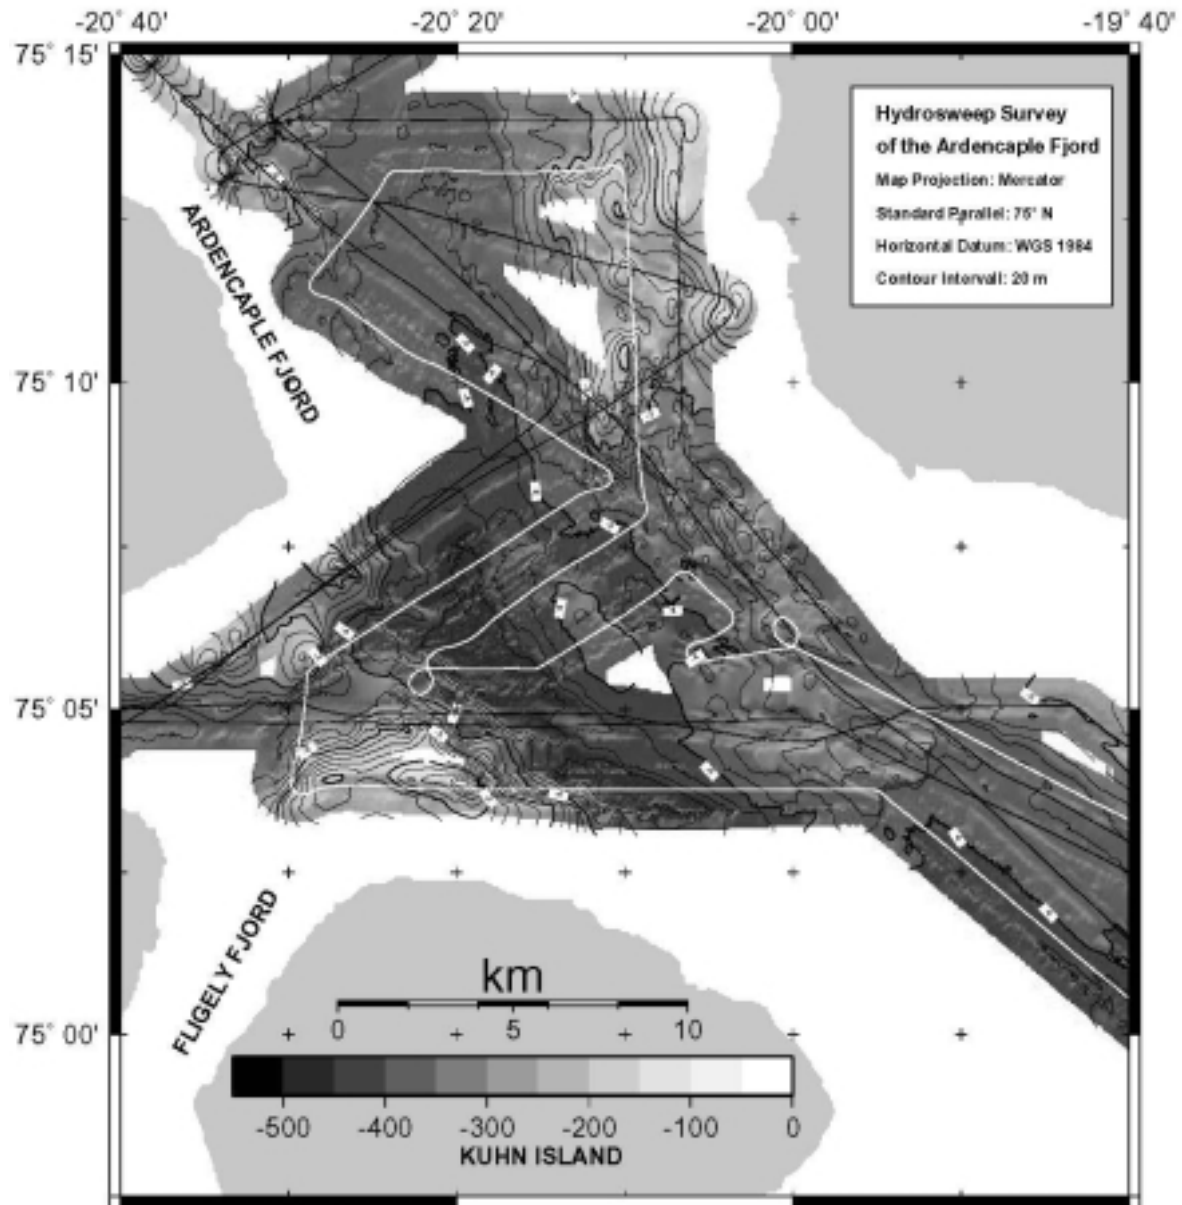 -20° 40' -20° 20' -20° 00' -19° 40'
75° 15'
Hydrosweep Survey
of the Ardencaple Fjord
Map Projection: Mercator
Standard Parallel: 75° N
Horizontal Datum: WGS 1984
Contour Intervall: 20 m
ARDENCAPLE FJORD
75° 10'
75° 05'
FLIGELY FJORD
km
0 5 10
75° 00'
-500 -400 -300 -200 -100 0
KUHN ISLAND